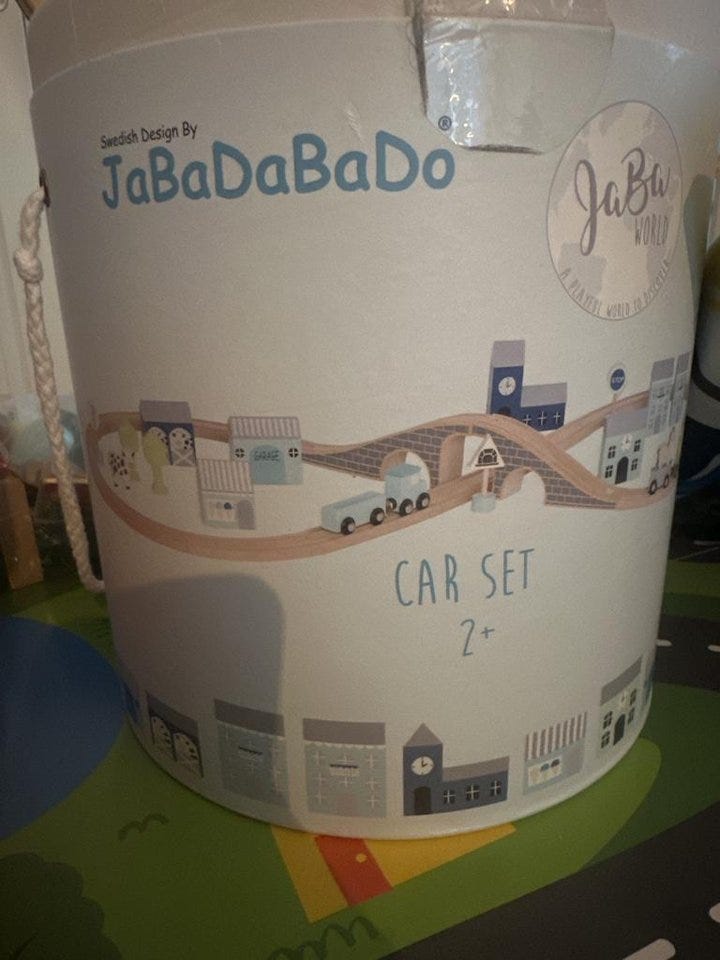 Swedish Design By
JaBaDaBaDo®
JaBa
WORLD
A PLAYFUL WORLD TO DISCOVER
STOP
GARAGE
CAR SET
2+